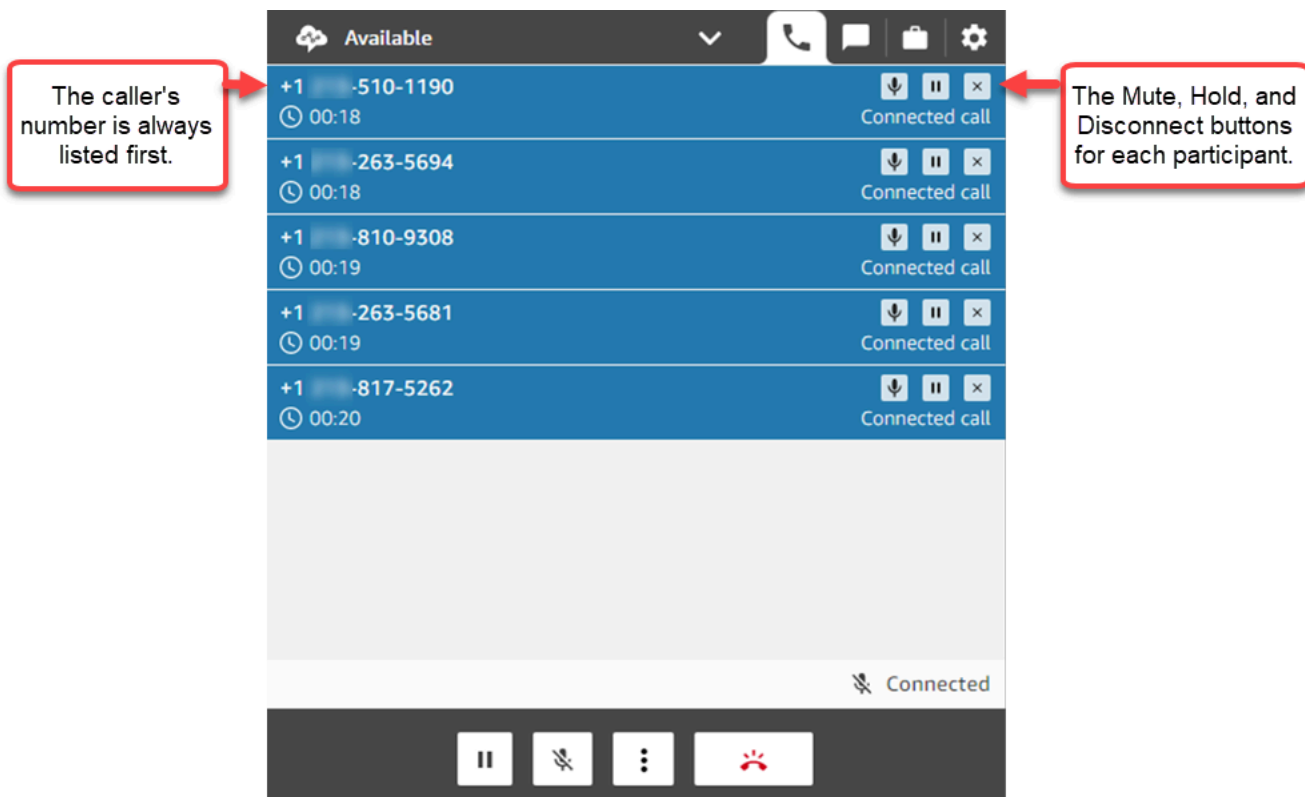 Available
The caller's
number is always
listed first.
+1 -510-1190
00:18
Connected call
The Mute, Hold, and
Disconnect buttons
for each participant.
+1 -263-5694
00:18
Connected call
+1 -810-9308
00:19
Connected call
+1 -263-5681
00:19
Connected call
+1 -817-5262
00:20
Connected call
Connected